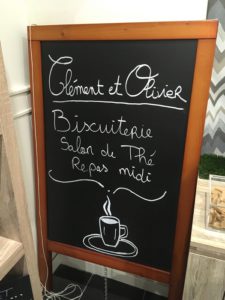 Clément et Olivier
Biscuiterie
Salon de Thé
Repas midi